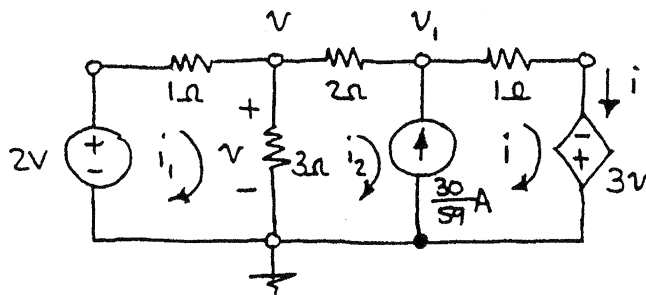 v v₁
1Ω 2Ω 1Ω i
2V + - i₁ + v - 3Ω i₂ 30/59 A i - + 3v